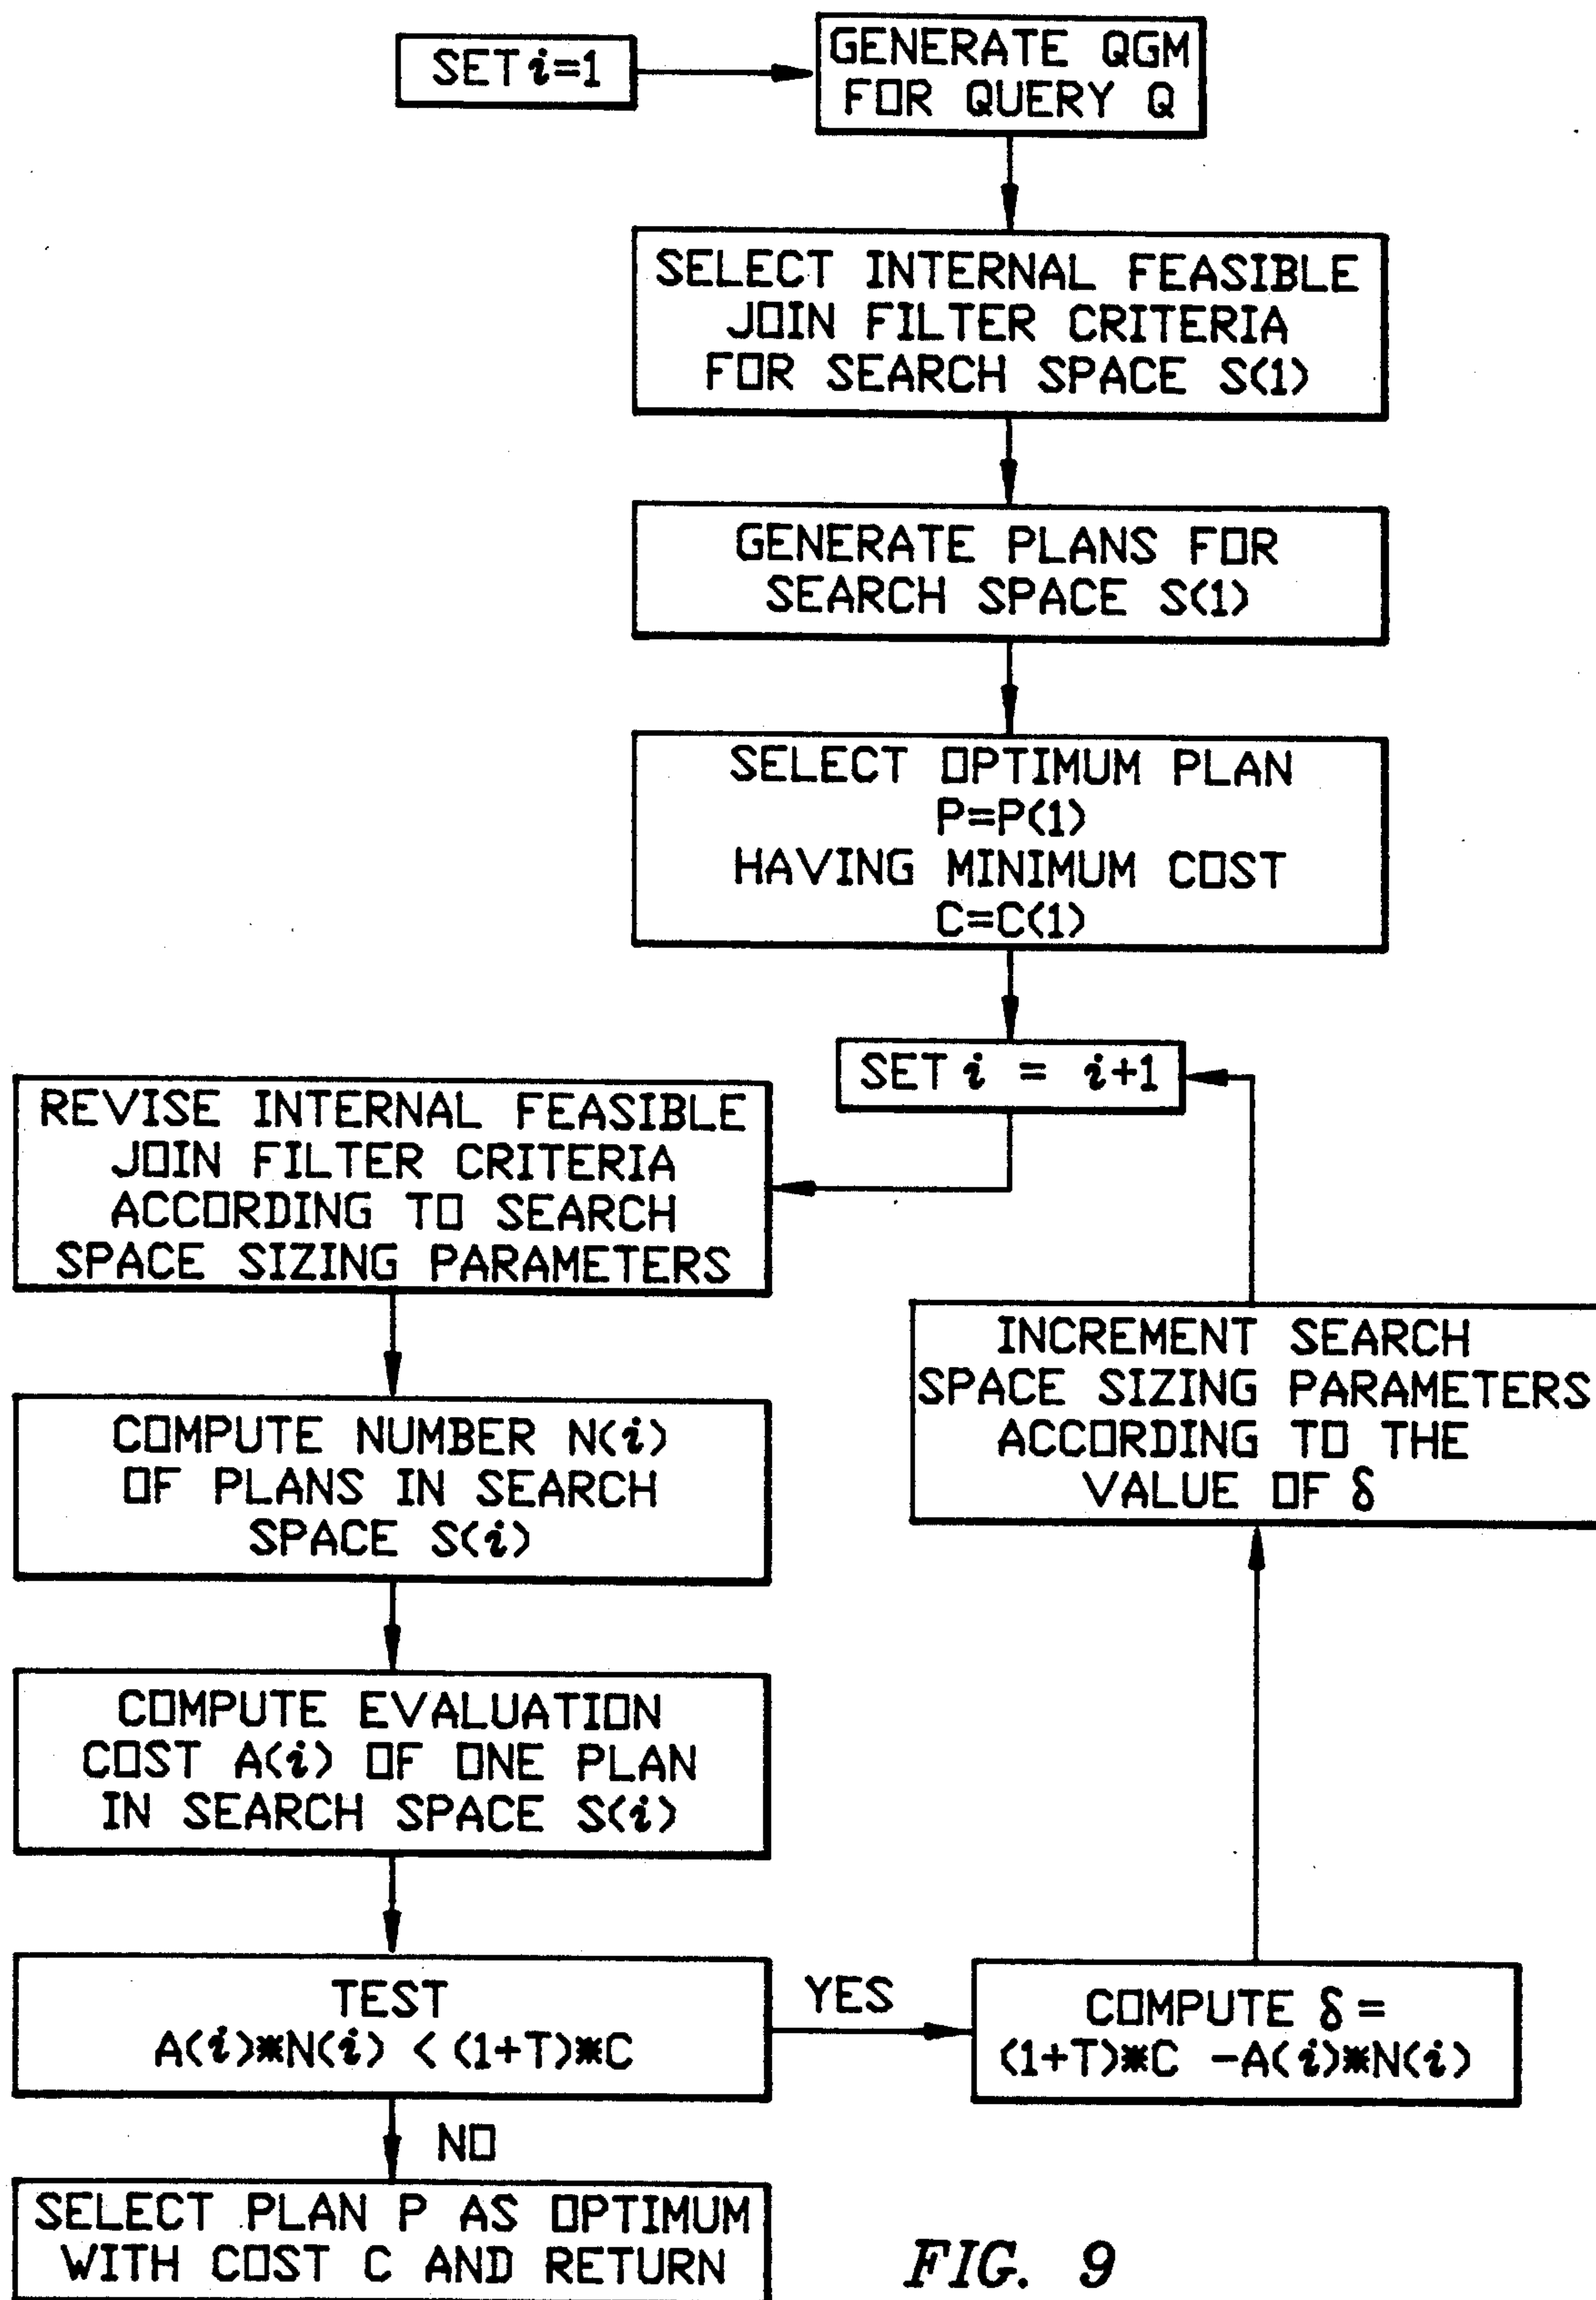 SET i=1
GENERATE QGM
FOR QUERY Q
SELECT INTERNAL FEASIBLE
JOIN FILTER CRITERIA
FOR SEARCH SPACE S(1)
GENERATE PLANS FOR
SEARCH SPACE S(1)
SELECT OPTIMUM PLAN
P=P(1)
HAVING MINIMUM COST
C=C(1)
SET i = i+1
REVISE INTERNAL FEASIBLE
JOIN FILTER CRITERIA
ACCORDING TO SEARCH
SPACE SIZING PARAMETERS
COMPUTE NUMBER N(i)
OF PLANS IN SEARCH
SPACE S(i)
COMPUTE EVALUATION
COST A(i) OF ONE PLAN
IN SEARCH SPACE S(i)
TEST
A(i)*N(i) < (1+T)*C
YES
COMPUTE δ =
(1+T)*C -A(i)*N(i)
INCREMENT SEARCH
SPACE SIZING PARAMETERS
ACCORDING TO THE
VALUE OF δ
NO
SELECT PLAN P AS OPTIMUM
WITH COST C AND RETURN
FIG. 9